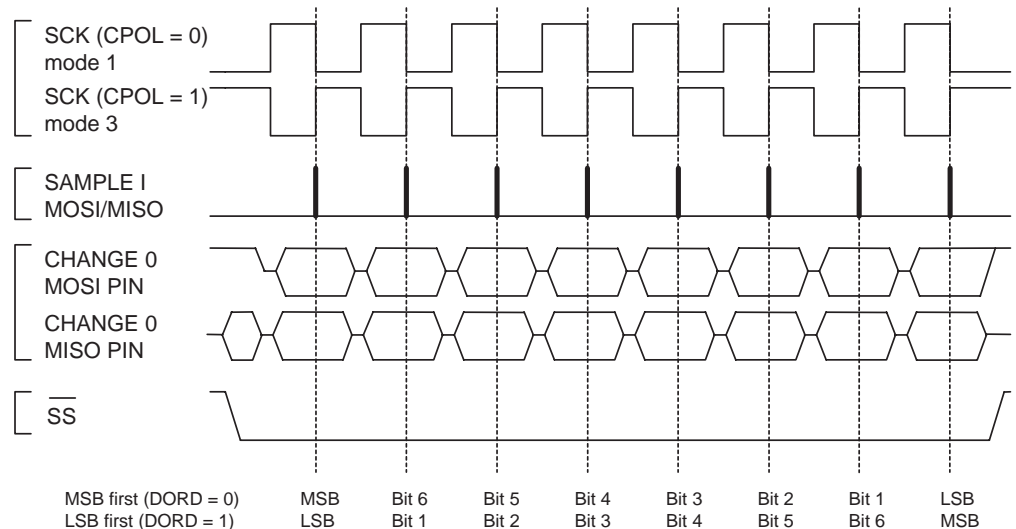 SCK (CPOL = 0)
mode 1
SCK (CPOL = 1)
mode 3
SAMPLE I
MOSI/MISO
CHANGE 0
MOSI PIN
CHANGE 0
MISO PIN
SS
MSB first (DORD = 0) MSB Bit 6 Bit 5 Bit 4 Bit 3 Bit 2 Bit 1 LSB
LSB first (DORD = 1) LSB Bit 1 Bit 2 Bit 3 Bit 4 Bit 5 Bit 6 MSB